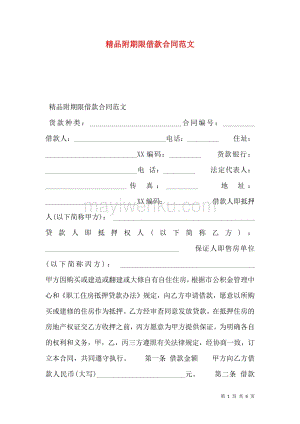 精品附期限借款合同范文
精品附期限借款合同范文
货款种类：____________________合同编号：________
借款人：________________电话：______ 住址：
________________XX编码：________ 货款银行：
________________电话：______ 法定代表人：
________________传 真：______ 地 址：
________________XX编码：________ 借款人即抵押
人(以下简称甲方)：________________
贷款人即抵押权人(以下简称乙方)：
________________ 保证人即售房单位
(以下简称丙方)：________________
甲方因购买或建造或翻建或大修自有自住住房，根据市公积金管理
中心和《职工住房抵押贷款办法》规定，向乙方申请借款，愿意以所购
买或建造的住房作为抵押。乙方经审查同意发放贷款。在抵押住房的
房地产权证交乙方收押之前，丙方愿意为甲方提供保证。为明确各自
的权利和义务，甲、乙、丙三方遵照有关法律规定，经协商一致，订
立本合同，共同遵守执行。 第一条 借款金额 甲方向乙方借
款人民币(大写)________元。 第二条 借款
mayiwenku.com
第 1 页 共 6 页